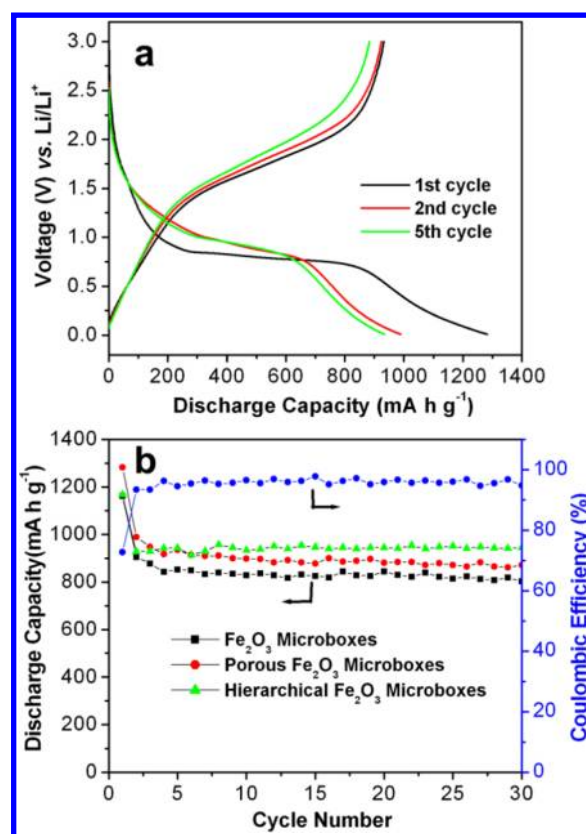 a
3.0
2.5
2.0
1.5
1.0
0.5
0.0
Voltage (V) vs. Li/Li⁺
1st cycle
2nd cycle
5th cycle
0 200 400 600 800 1000 1200 1400
Discharge Capacity (mA h g⁻¹)
b
1400
1200
1000
800
600
400
200
0
Discharge Capacity(mA h g⁻¹)
Fe₂O₃ Microboxes
Porous Fe₂O₃ Microboxes
Hierarchical Fe₂O₃ Microboxes
100
80
60
40
20
0
Coulombic Efficiency (%)
0 5 10 15 20 25 30
Cycle Number